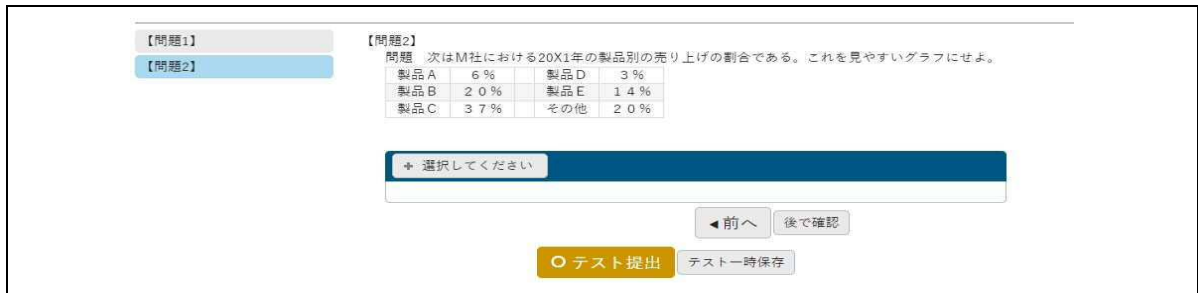 【問題1】
【問題2】
【問題2】
問題　次はM社における20X1年の製品別の売り上げの割合である。これを見やすいグラフにせよ。
製品A　6％　製品D　3％
製品B　20％　製品E　14％
製品C　37％　その他　20％
+ 選択してください
◀前へ　後で確認
テスト提出　テスト一時保存